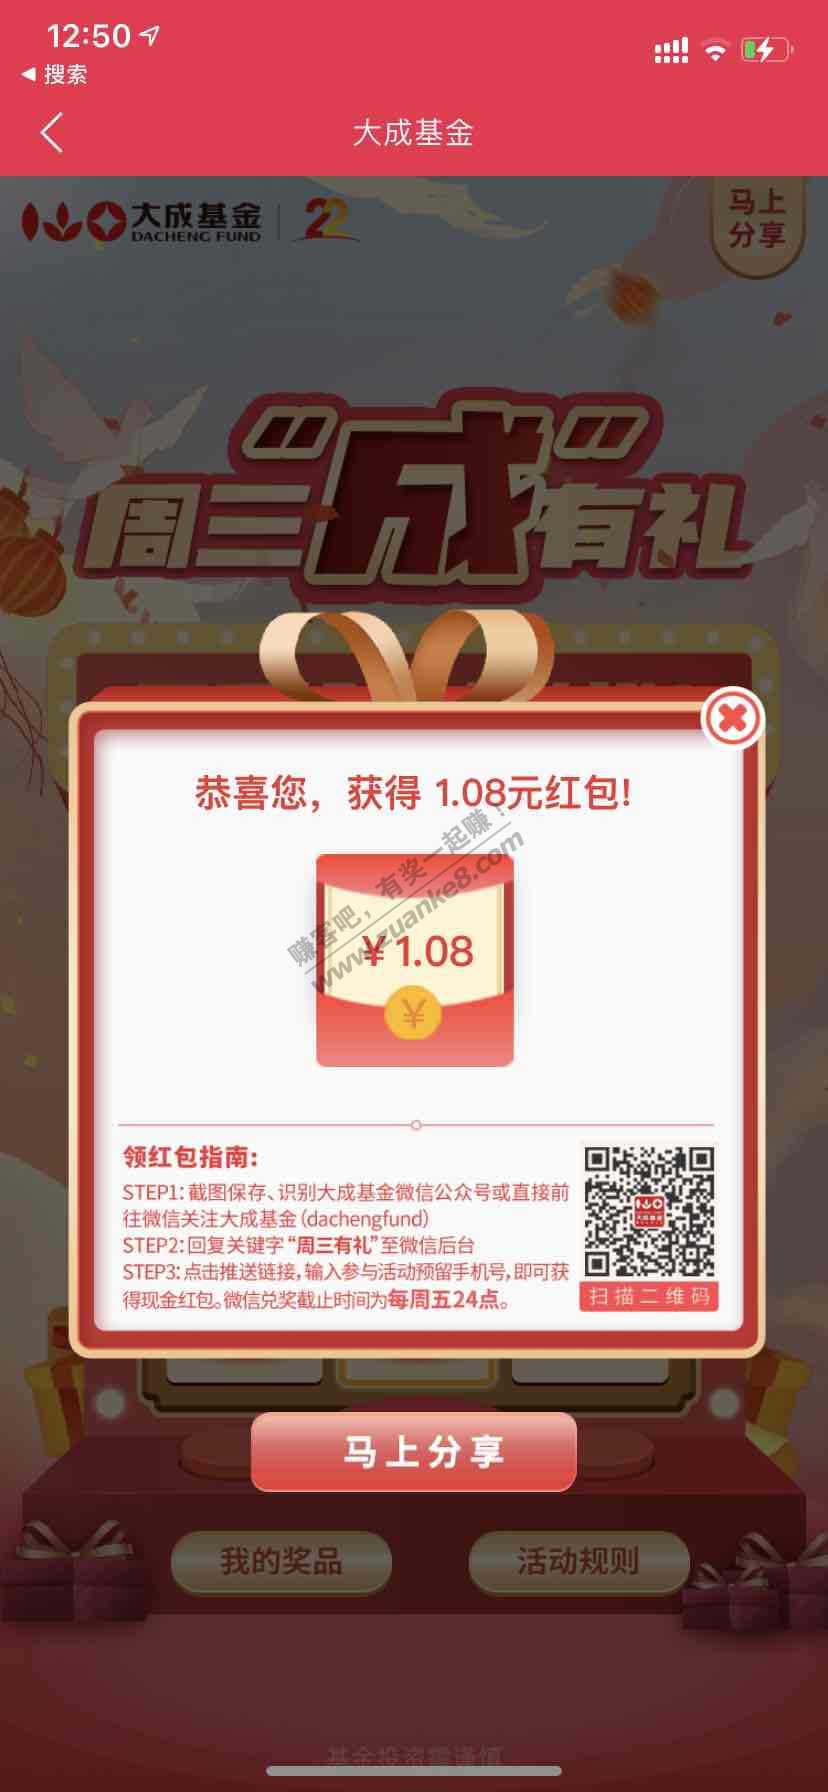 12:50
搜索
大成基金
大成基金
DACHENG FUND
22
马上
分享
周三“成”有礼
恭喜您，获得 1.08元红包!
赚客吧，有奖一起赚！
www.zuanke8.com
¥1.08
¥
领红包指南:
STEP1:截图保存、识别大成基金微信公众号或直接前
往微信关注大成基金(dachengfund)
STEP2:回复关键字“周三有礼”至微信后台
STEP3:点击推送链接,输入参与活动预留手机号,即可获
得现金红包。微信兑奖截止时间为每周五24点。
扫描二维码
马上分享
我的奖品
活动规则
基金投资需谨慎